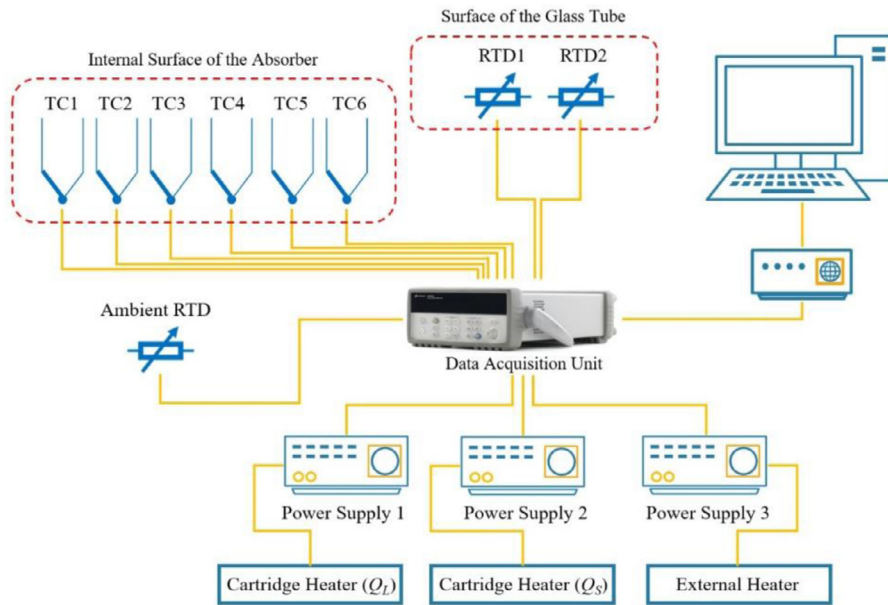 Surface of the Glass Tube
Internal Surface of the Absorber
RTD1 RTD2
TC1 TC2 TC3 TC4 TC5 TC6
Ambient RTD
Data Acquisition Unit
Power Supply 1 Power Supply 2 Power Supply 3
Cartridge Heater (Q_L) Cartridge Heater (Q_S) External Heater